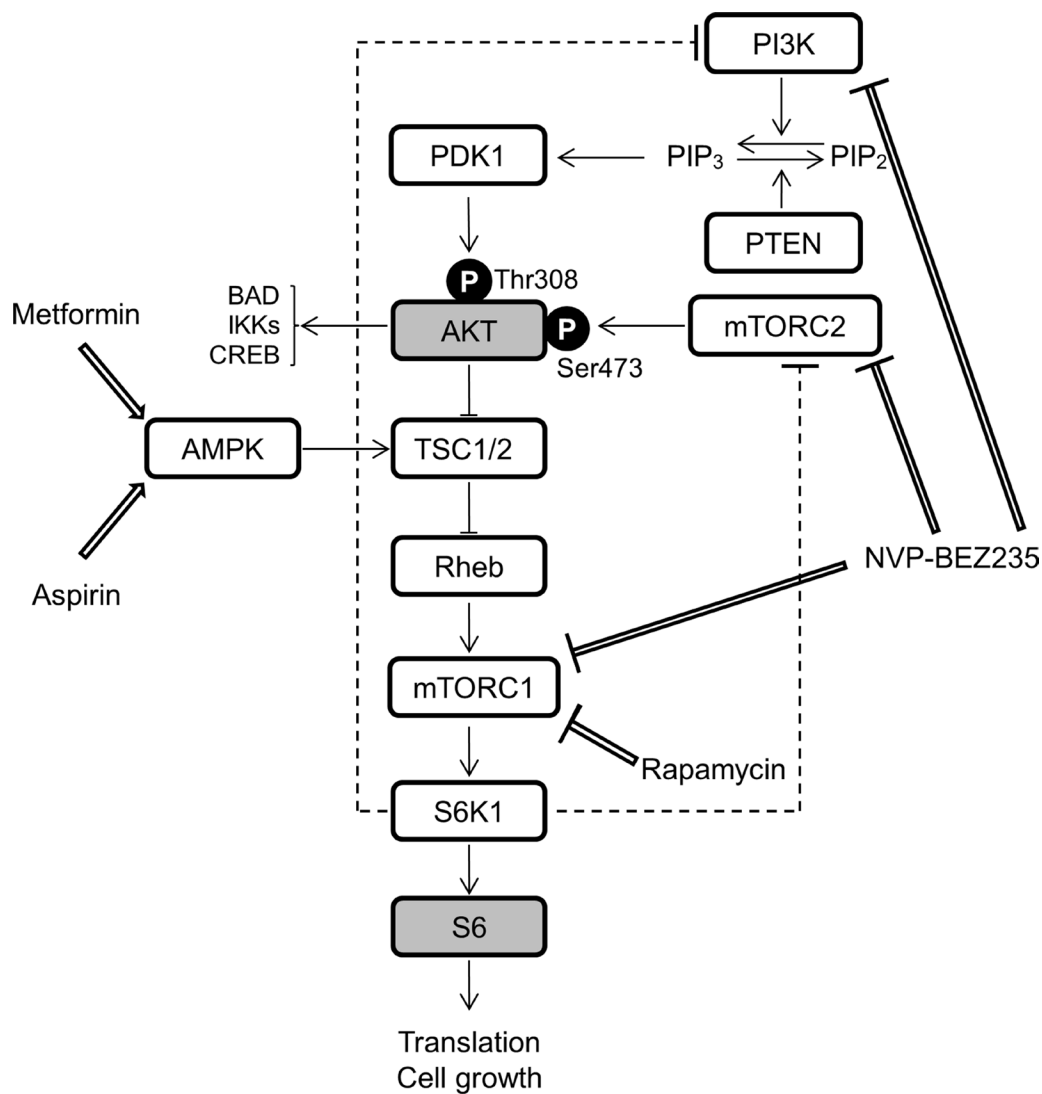 PI3K
PDK1
PIP3
PIP2
PTEN
P
Thr308
BAD
IKKs
CREB
Metformin
AKT
P
Ser473
mTORC2
AMPK
TSC1/2
Aspirin
Rheb
NVP-BEZ235
mTORC1
Rapamycin
S6K1
S6
Translation
Cell growth